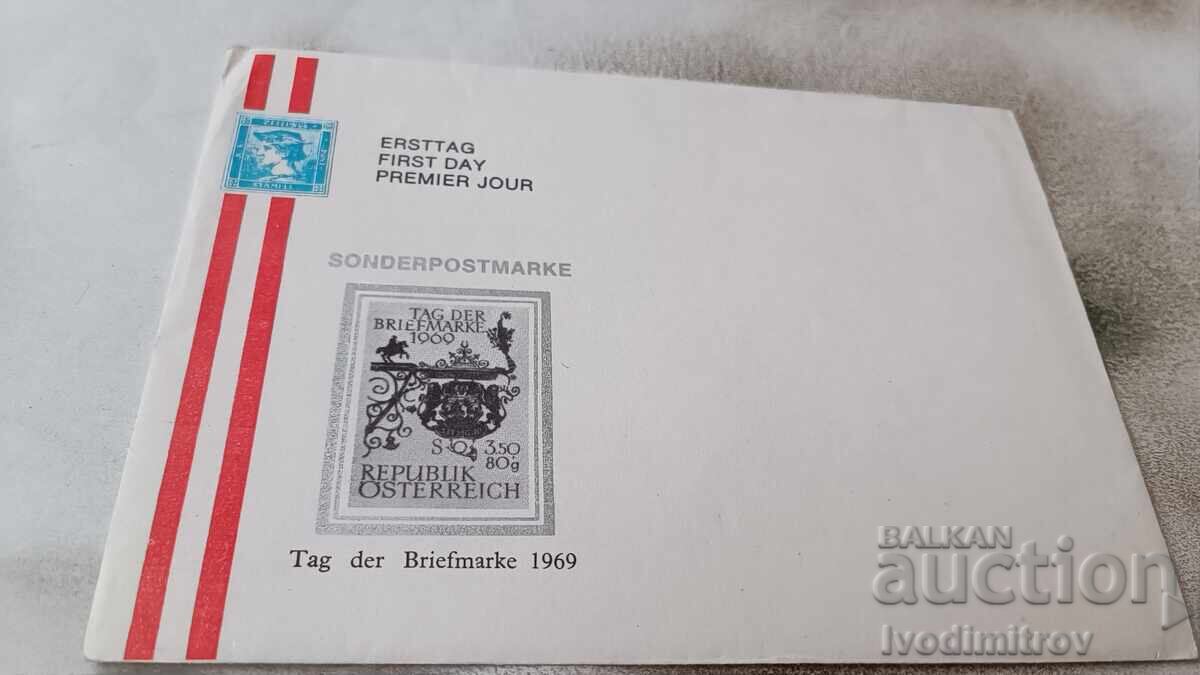 ERSTTAG
FIRST DAY
PREMIER JOUR
SONDERPOSTMARKE
TAG DER
BRIEFMARKE
1969
S 3.50
80g
REPUBLIK
ÖSTERREICH
Tag der Briefmarke 1969
BALKAN
auction
Ivodimitrov